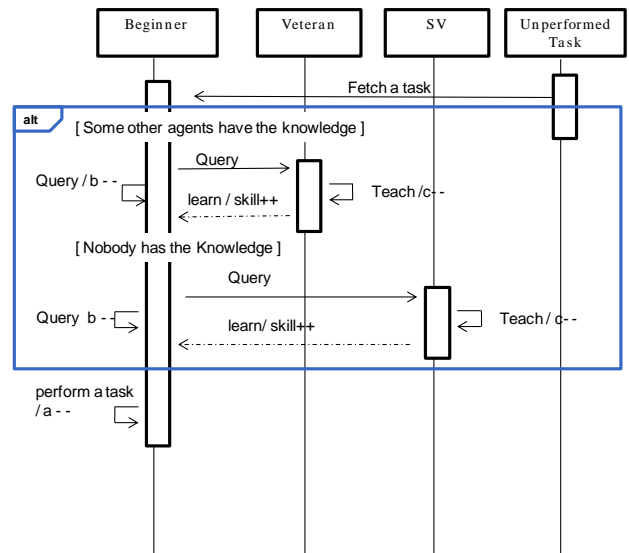 Beginner
Veteran
SV
Unperformed
Task
Fetch a task
alt
[ Some other agents have the knowledge ]
Query
Query / b - -
Teach /c--
learn / skill++
[ Nobody has the Knowledge ]
Query
Query b - -
Teach / c--
learn/ skill++
perform a task
/ a - -